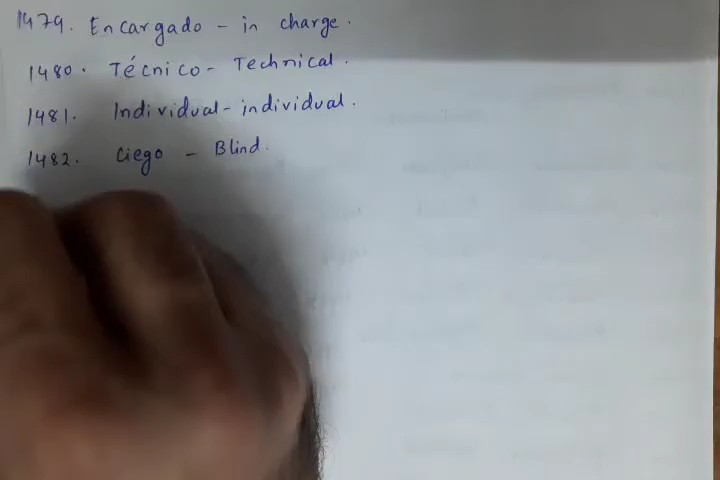 1479. Encargado - in charge.
1480. Técnico - Technical.
1481. Individual - individual.
1482. Ciego - Blind.